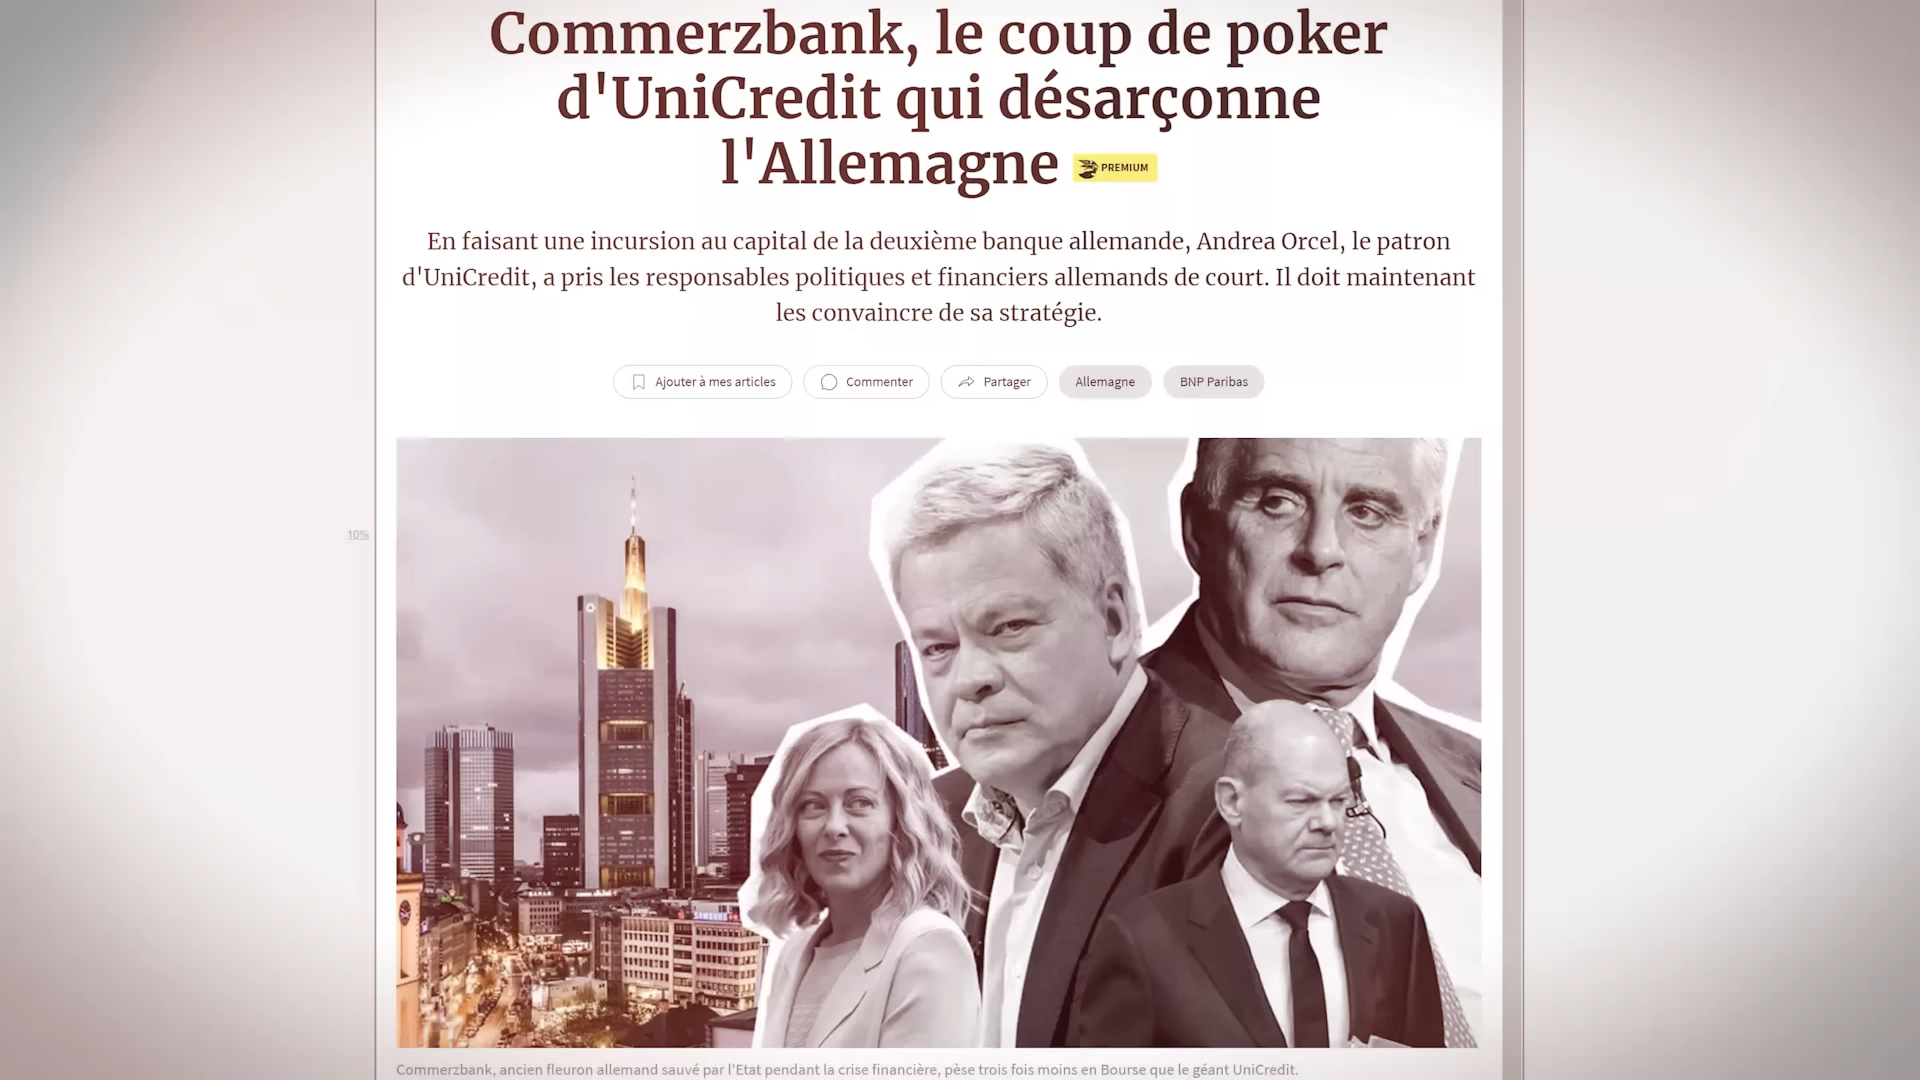 Commerzbank, le coup de poker
d'UniCredit qui désarçonne
l'Allemagne PREMIUM
En faisant une incursion au capital de la deuxième banque allemande, Andrea Orcel, le patron
d'UniCredit, a pris les responsables politiques et financiers allemands de court. Il doit maintenant
les convaincre de sa stratégie.
Ajouter à mes articles Commenter Partager Allemagne BNP Paribas
10%
SAMSUNG
Commerzbank, ancien fleuron allemand sauvé par l'Etat pendant la crise financière, pèse trois fois moins en Bourse que le géant UniCredit.